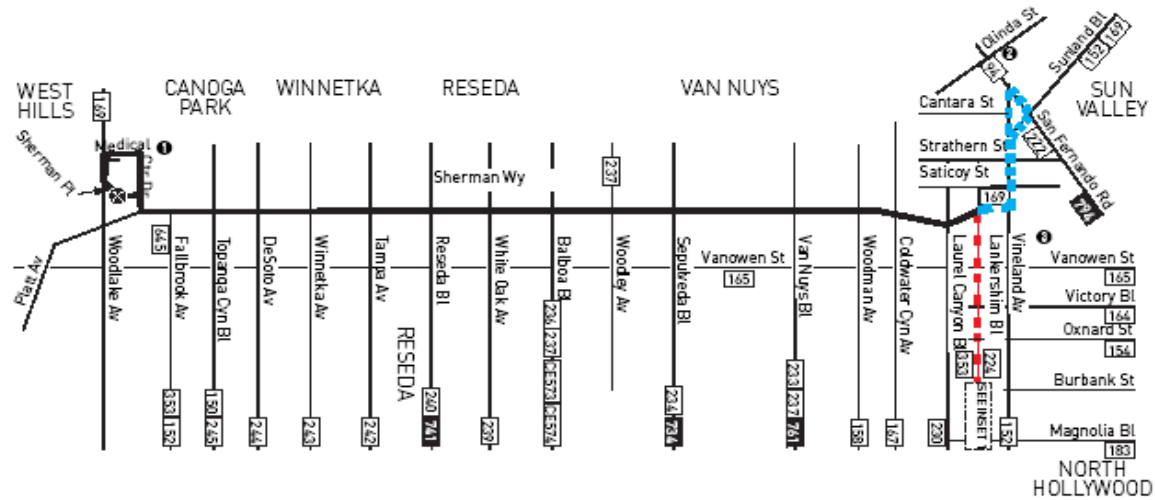 Olinda St
Sunland Bl
152 169
❷
94
WEST
HILLS
CANOGA
PARK
WINNETKA
RESEDA
VAN NUYS
SUN
VALLEY
169
Cantara St
San Fernando Rd
222
794
Medical
Ctr Dr
❶
Sherman Pl
Strathern St
237
Sherman Wy
Saticoy St
169
Platt Av
Woodlake Av
645
Fallbrook Av
Topanga Cyn Bl
DeSoto Av
Winnetka Av
Tampa Av
Reseda Bl
White Oak Av
Balboa Bl
Woodley Av
Sepulveda Bl
Van Nuys Bl
Woodman Av
Coldwater Cyn Av
Laurel Canyon Bl
Lankershim Bl
Vineland Av
❸
Vanowen St
165
Vanowen St
165
Victory Bl
164
Oxnard St
154
Burbank St
Magnolia Bl
183
RESEDA
353 152
150 245
244
243
242
240 741
239
236 237 CE573 CE574
234 734
233 237 761
158
167
230
353
224
SEE INSET
152
NORTH
HOLLYWOOD